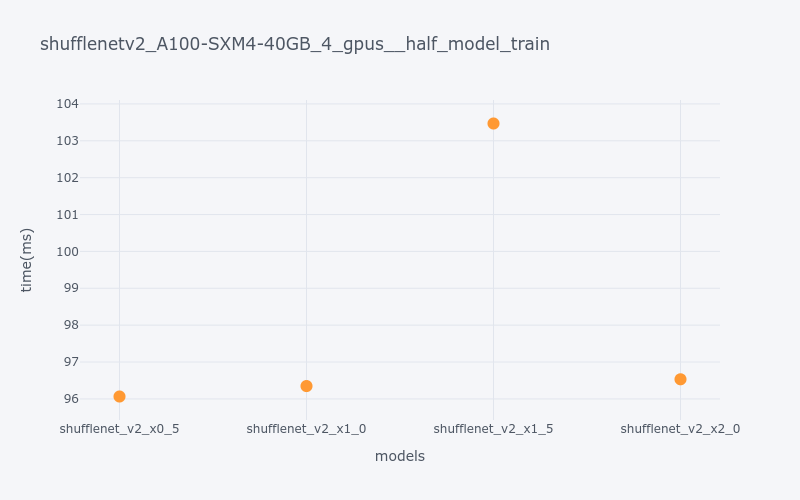 shufflenetv2_A100-SXM4-40GB_4_gpus__half_model_train
104
103
102
101
100
99
98
97
96
time(ms)
shufflenet_v2_x0_5
shufflenet_v2_x1_0
shufflenet_v2_x1_5
shufflenet_v2_x2_0
models